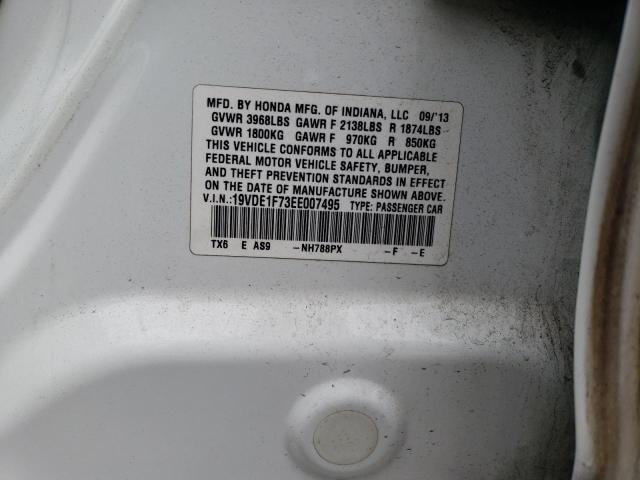 MFD. BY HONDA MFG. OF INDIANA, LLC 09/'13
GVWR 3968LBS GAWR F 2138LBS R 1874LBS
GVWR 1800KG GAWR F 970KG R 850KG
THIS VEHICLE CONFORMS TO ALL APPLICABLE
FEDERAL MOTOR VEHICLE SAFETY, BUMPER,
AND THEFT PREVENTION STANDARDS IN EFFECT
ON THE DATE OF MANUFACTURE SHOWN ABOVE.
V.I.N.:19VDE1F73EE007495 TYPE: PASSENGER CAR
TX6 E AS9 -NH788PX -F -E